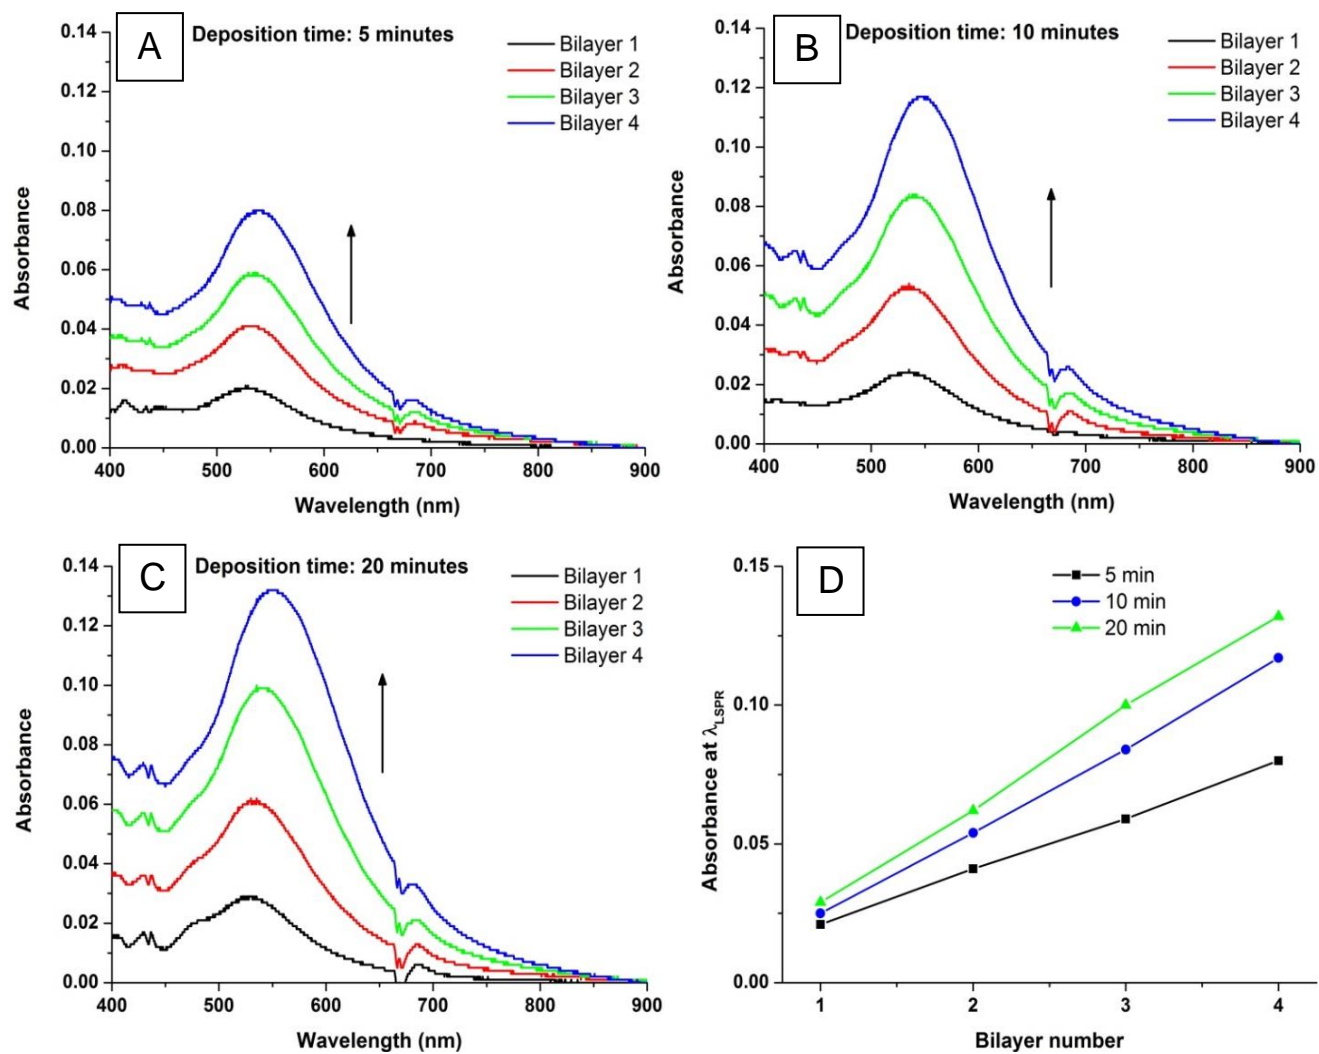 A
Deposition time: 5 minutes
Bilayer 1
Bilayer 2
Bilayer 3
Bilayer 4
0.14
0.12
0.10
0.08
0.06
0.04
0.02
0.00
Absorbance
400 500 600 700 800 900
Wavelength (nm)
B
Deposition time: 10 minutes
Bilayer 1
Bilayer 2
Bilayer 3
Bilayer 4
0.14
0.12
0.10
0.08
0.06
0.04
0.02
0.00
Absorbance
400 500 600 700 800 900
Wavelength (nm)
C
Deposition time: 20 minutes
Bilayer 1
Bilayer 2
Bilayer 3
Bilayer 4
0.14
0.12
0.10
0.08
0.06
0.04
0.02
0.00
Absorbance
400 500 600 700 800 900
Wavelength (nm)
D
5 min
10 min
20 min
0.15
0.10
0.05
0.00
Absorbance at λLSPR
1 2 3 4
Bilayer number